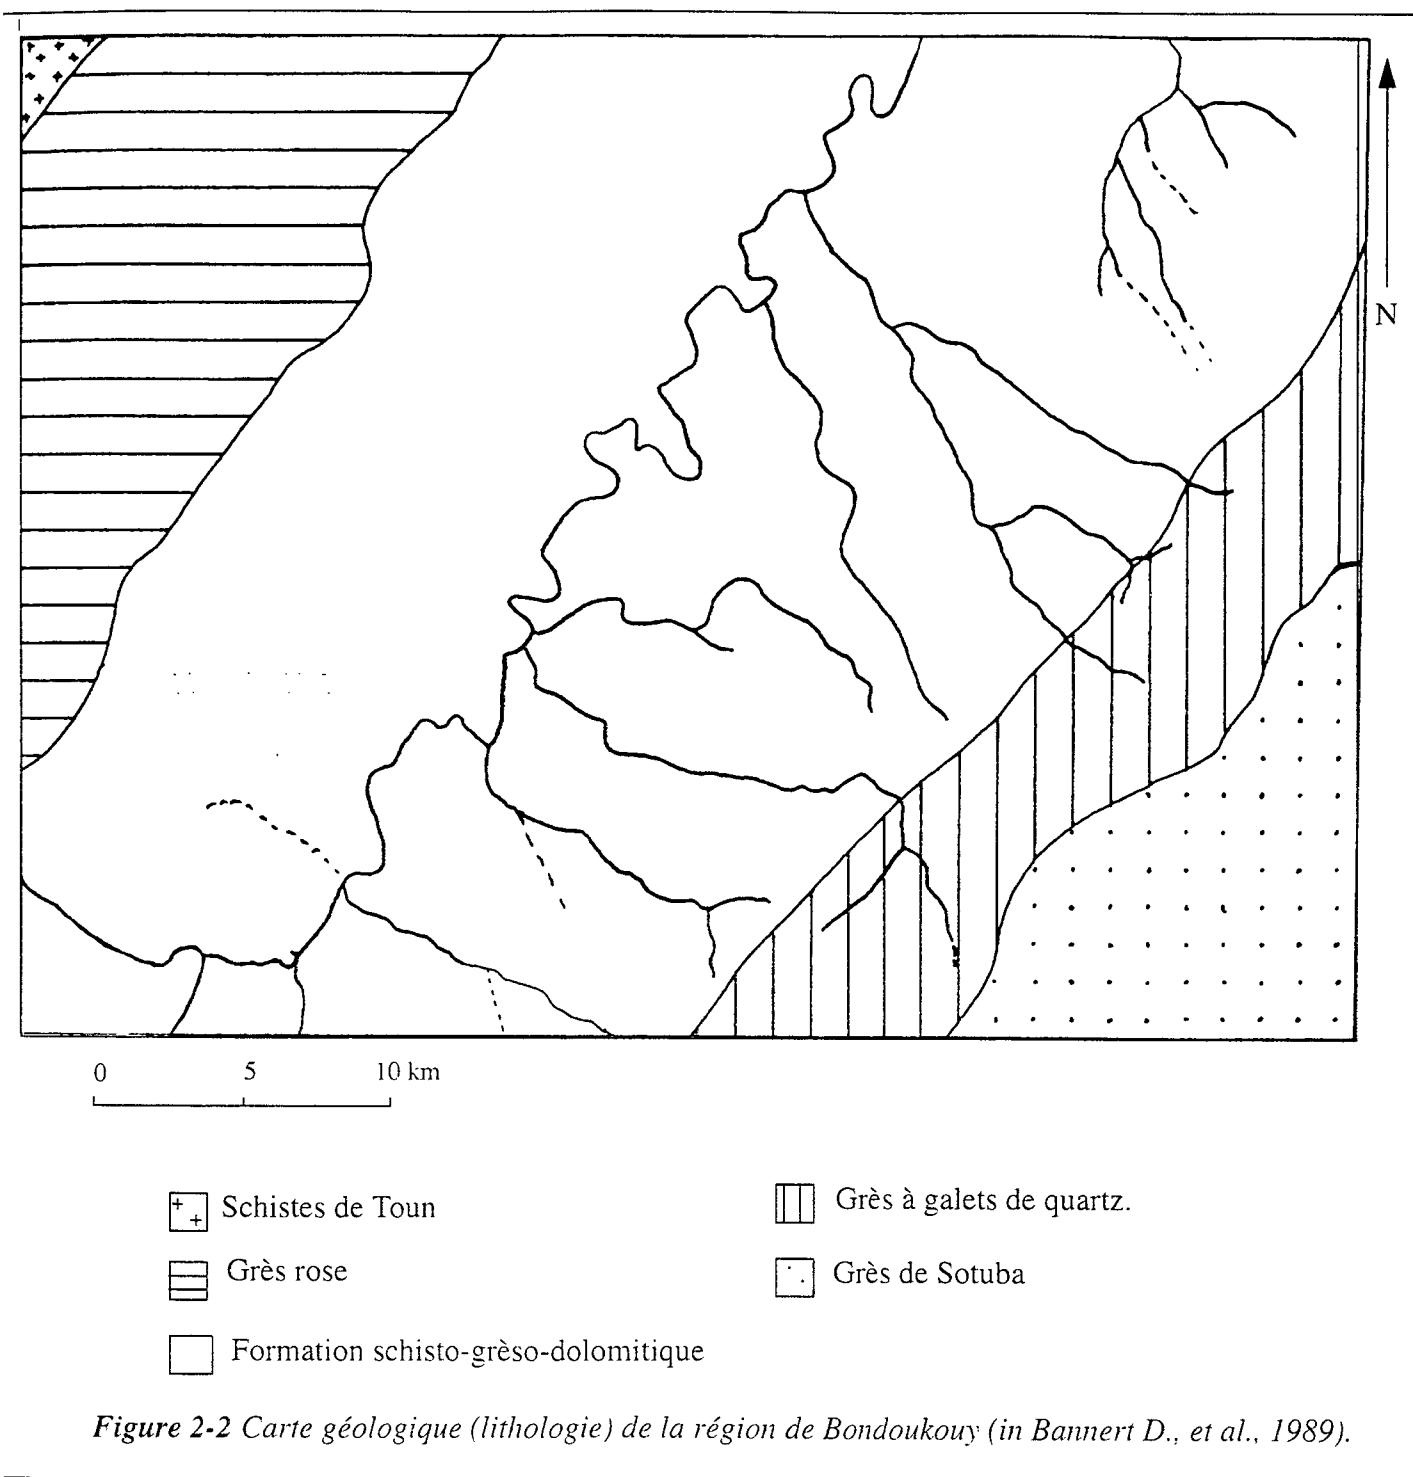 N
0 5 10 km
Schistes de Toun
Grès à galets de quartz.
Grès rose
Grès de Sotuba
Formation schisto-grèso-dolomitique
Figure 2-2 Carte géologique (lithologie) de la région de Bondoukouy (in Bannert D., et al., 1989).